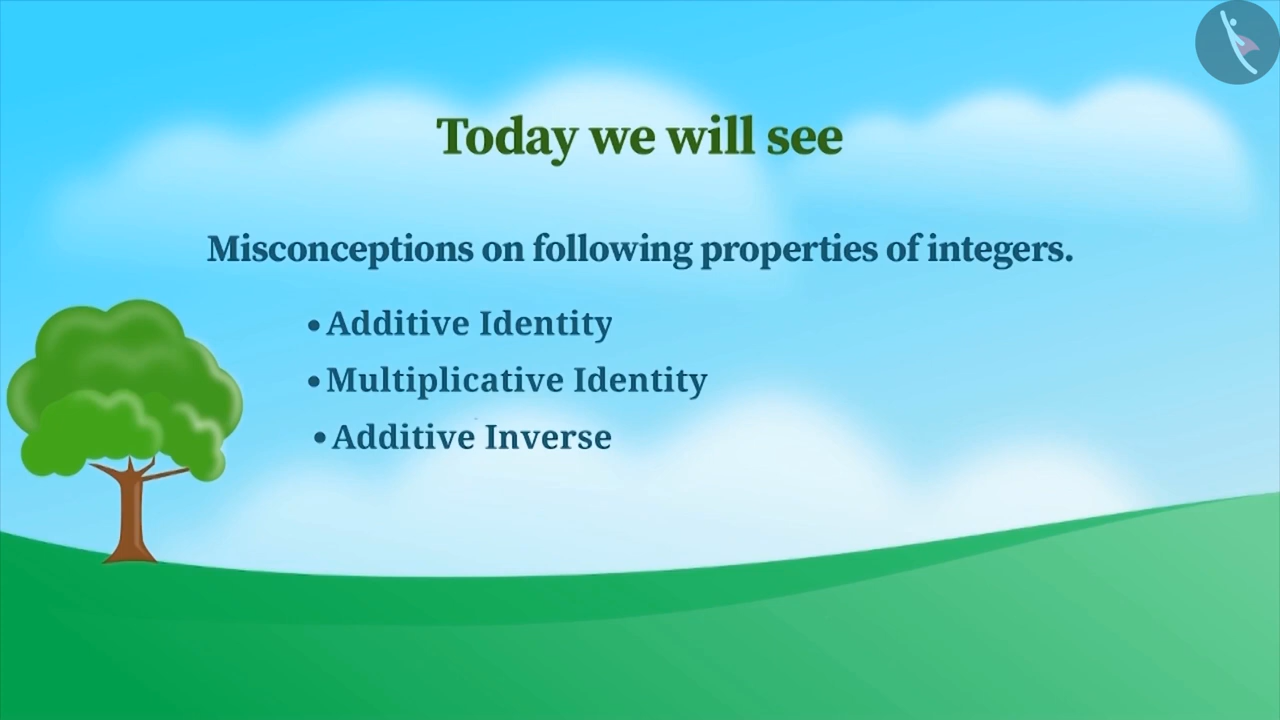 Today we will see
Misconceptions on following properties of integers.
• Additive Identity
• Multiplicative Identity
• Additive Inverse